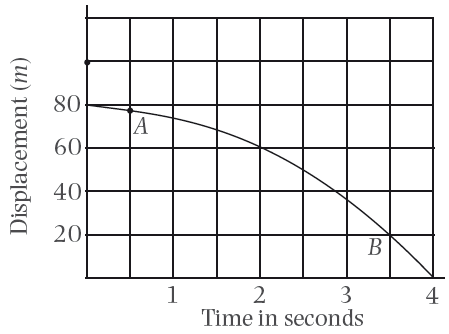 Displacement (m)
80
A
60
40
20
B
1 2 3 4
Time in seconds